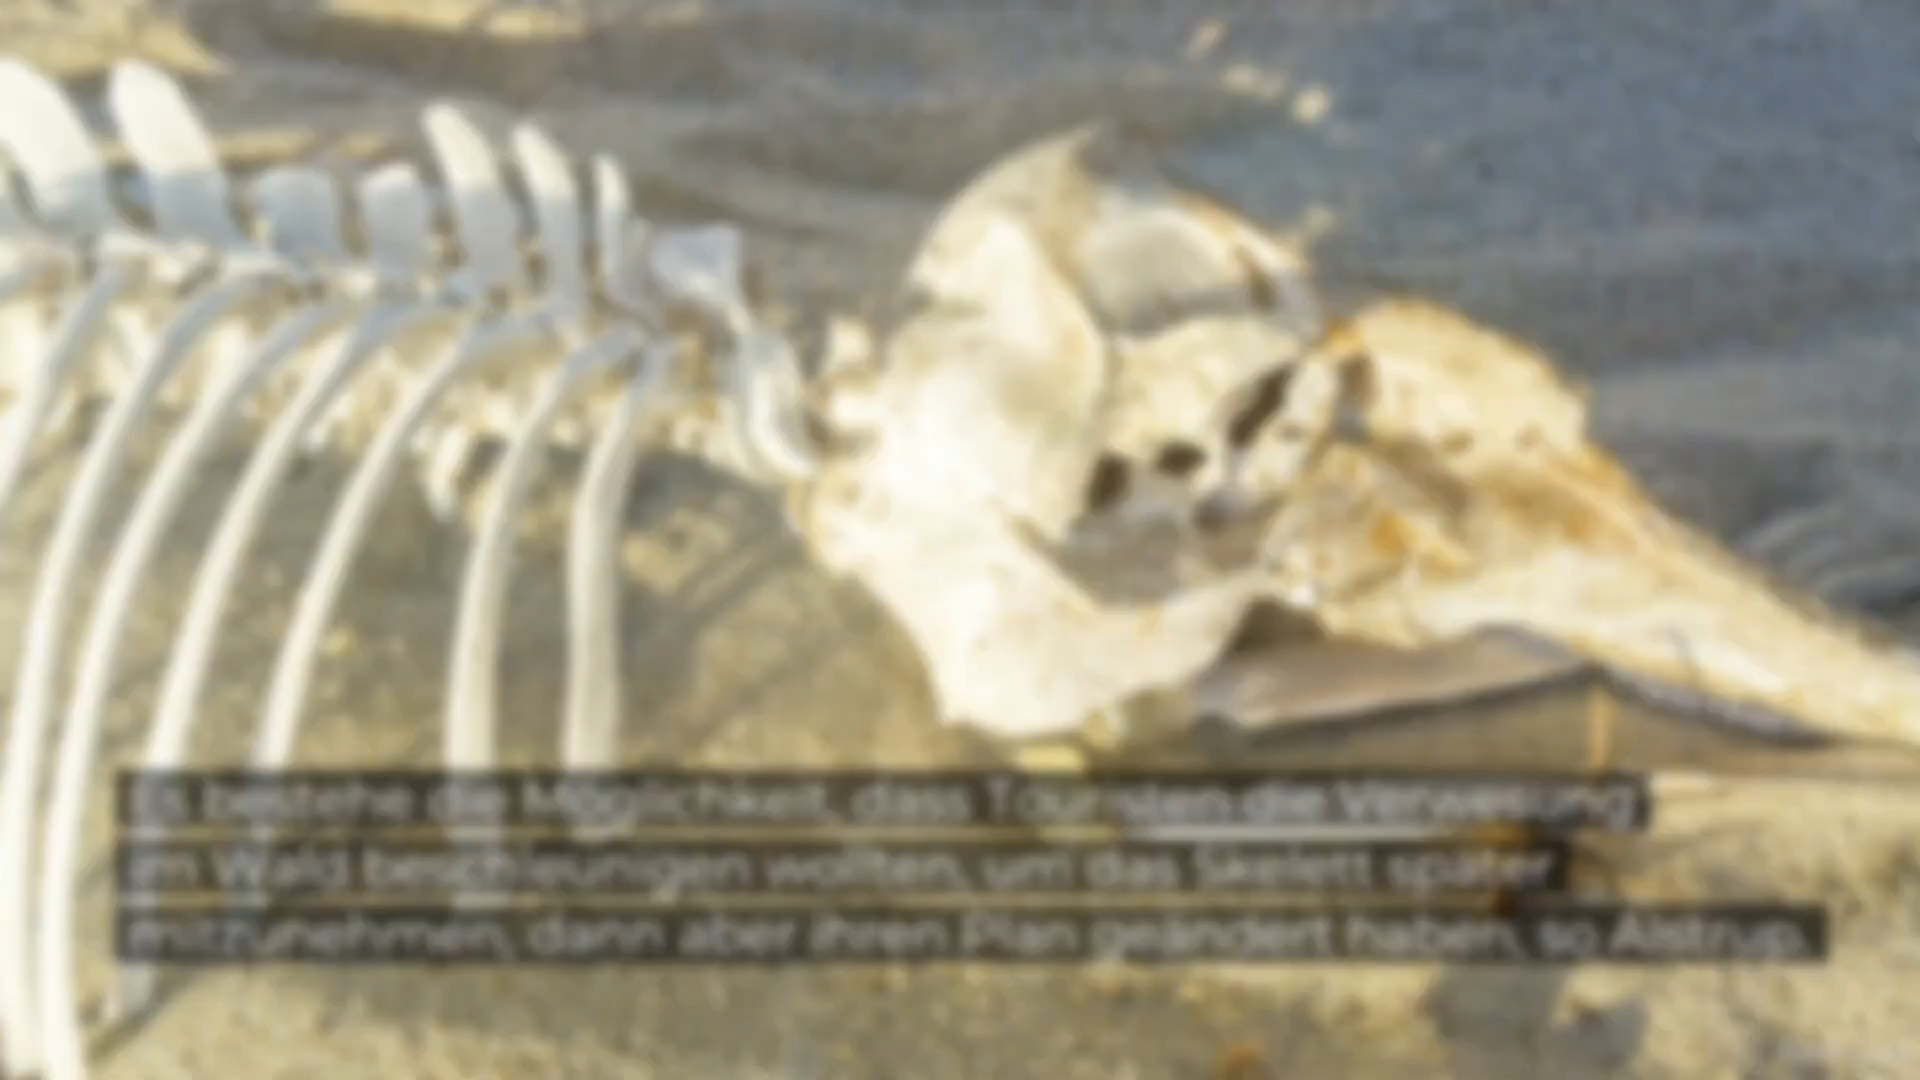 Es bestehe die Möglichkeit, dass Touristen die Verwesung
im Wald beschleunigen wollten, um das Skelett später
mitzunehmen, dann aber ihren Plan geändert haben, so Alstrup.